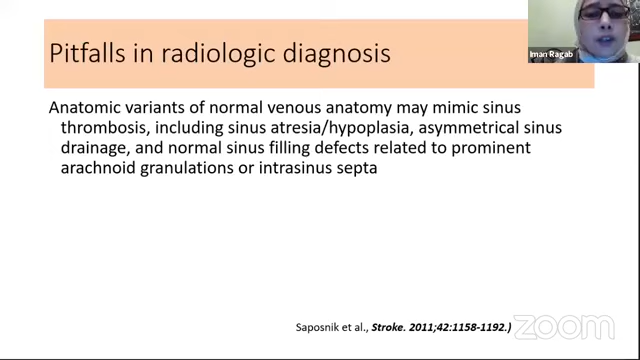 Pitfalls in radiologic diagnosis
Iman Ragab
Anatomic variants of normal venous anatomy may mimic sinus
thrombosis, including sinus atresia/hypoplasia, asymmetrical sinus
drainage, and normal sinus filling defects related to prominent
arachnoid granulations or intrasinus septa
Saposnik et al., Stroke. 2011;42:1158-1192.)
zoom